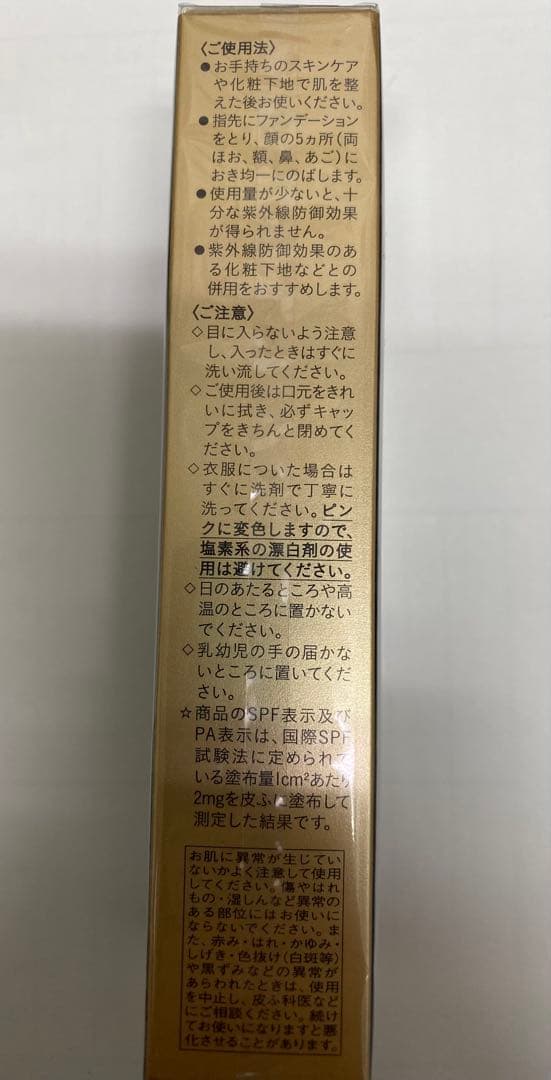 〈ご使用法〉
●お手持ちのスキンケア
や化粧下地で肌を整
えた後お使いください。
●指先にファンデーション
をとり、顔の5ヵ所(両
ほお、額、鼻、あご)に
おき均一にのばします。
●使用量が少ないと、十
分な紫外線防御効果
が得られません。
●紫外線防御効果のあ
る化粧下地などとの
併用をおすすめします。
〈ご注意〉
◇目に入らないよう注意
し、入ったときはすぐに
洗い流してください。
◇ご使用後は口元をきれ
いに拭き、必ずキャッ
プをきちんと閉めてく
ださい。
◇衣服についた場合は
すぐに洗剤で丁寧に
洗ってください。ピン
クに変色しますので、
塩素系の漂白剤の使
用は避けてください。
◇日のあたるところや高
温のところに置かない
でください。
◇乳幼児の手の届かな
いところに置いてくだ
さい。
☆商品のSPF表示及び
PA表示は、国際SPF
試験法に定められて
いる塗布量1cm²あたり
2mgを皮ふに塗布して
測定した結果です。
お肌に異常が生じてい
ないかよく注意して使用
してください。傷やはれ
もの・湿しんなど異常の
ある部位にはお使いに
ならないでください。ま
た、赤み・はれ・かゆみ・
しげき・色抜け(白斑等)
や黒ずみなどの異常が
あらわれたときは、使用
を中止し、皮ふ科医など
にご相談ください。続け
てお使いになりますと悪
化させることがあります。